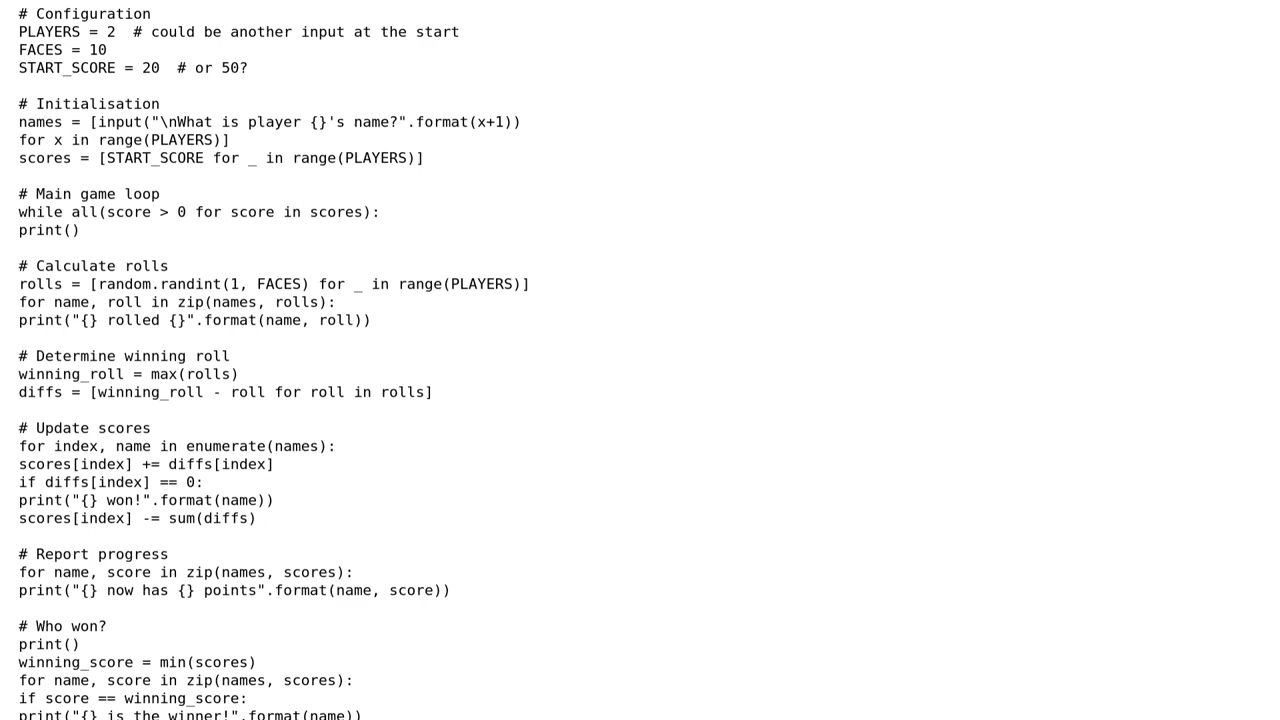 # Configuration
PLAYERS = 2  # could be another input at the start
FACES = 10
START_SCORE = 20  # or 50?

# Initialisation
names = [input("\nWhat is player {}'s name?".format(x+1))
for x in range(PLAYERS)]
scores = [START_SCORE for _ in range(PLAYERS)]

# Main game loop
while all(score > 0 for score in scores):
print()

# Calculate rolls
rolls = [random.randint(1, FACES) for _ in range(PLAYERS)]
for name, roll in zip(names, rolls):
print("{} rolled {}".format(name, roll))

# Determine winning roll
winning_roll = max(rolls)
diffs = [winning_roll - roll for roll in rolls]

# Update scores
for index, name in enumerate(names):
scores[index] += diffs[index]
if diffs[index] == 0:
print("{} won!".format(name))
scores[index] -= sum(diffs)

# Report progress
for name, score in zip(names, scores):
print("{} now has {} points".format(name, score))

# Who won?
print()
winning_score = min(scores)
for name, score in zip(names, scores):
if score == winning_score:
print("{} is the winner!".format(name))